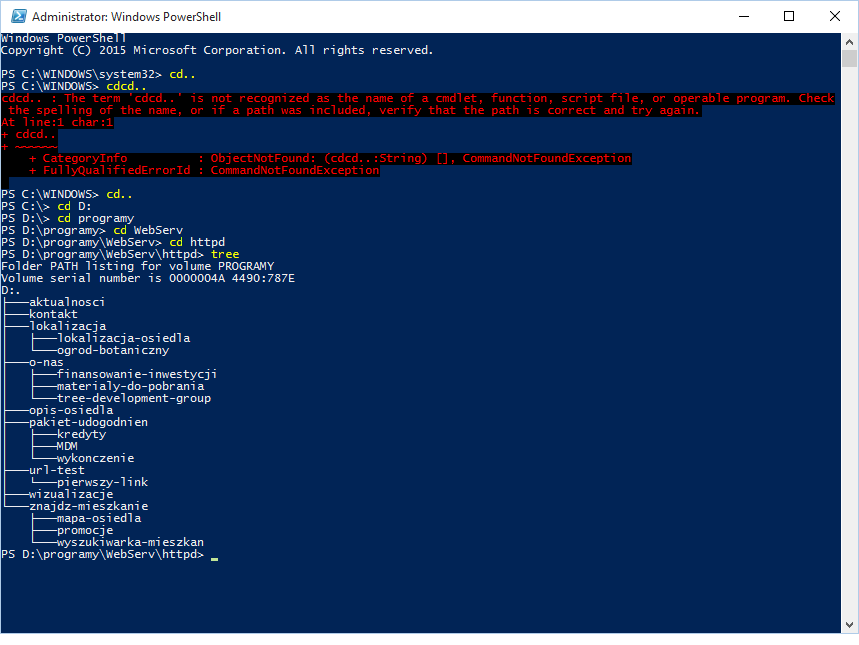 Administrator: Windows PowerShell
Windows PowerShell
Copyright (C) 2015 Microsoft Corporation. All rights reserved.
PS C:\WINDOWS\system32> cd..
PS C:\WINDOWS> cdcd..
cdcd.. : The term 'cdcd..' is not recognized as the name of a cmdlet, function, script file, or operable program. Check
 the spelling of the name, or if a path was included, verify that the path is correct and try again.
At line:1 char:1
+ cdcd..
+ ~~~~~~
    + CategoryInfo          : ObjectNotFound: (cdcd..:String) [], CommandNotFoundException
    + FullyQualifiedErrorId : CommandNotFoundException
PS C:\WINDOWS> cd..
PS C:\> cd D:
PS D:\> cd programy
PS D:\programy> cd WebServ
PS D:\programy\WebServ> cd httpd
PS D:\programy\WebServ\httpd> tree
Folder PATH listing for volume PROGRAMY
Volume serial number is 0000004A 4490:787E
D:.
├───aktualnosci
├───kontakt
├───lokalizacja
│   ├───lokalizacja-osiedla
│   └───ogrod-botaniczny
├───o-nas
│   ├───finansowanie-inwestycji
│   ├───materialy-do-pobrania
│   └───tree-development-group
├───opis-osiedla
├───pakiet-udogodnien
│   ├───kredyty
│   ├───MDM
│   └───wykonczenie
├───url-test
│   └───pierwszy-link
├───wizualizacje
└───znajdz-mieszkanie
    ├───mapa-osiedla
    ├───promocje
    └───wyszukiwarka-mieszkan
PS D:\programy\WebServ\httpd> _